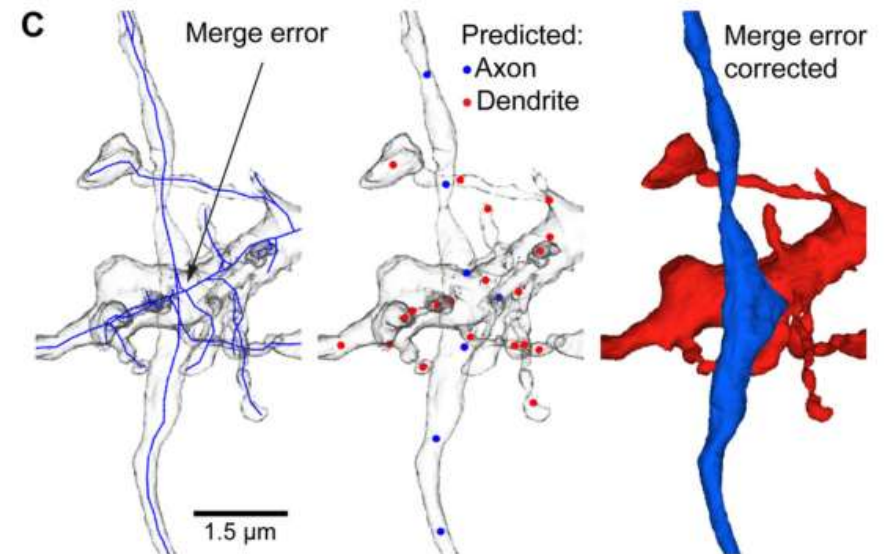 C
Merge error
Predicted:
Axon
Dendrite
Merge error
corrected
1.5 μm